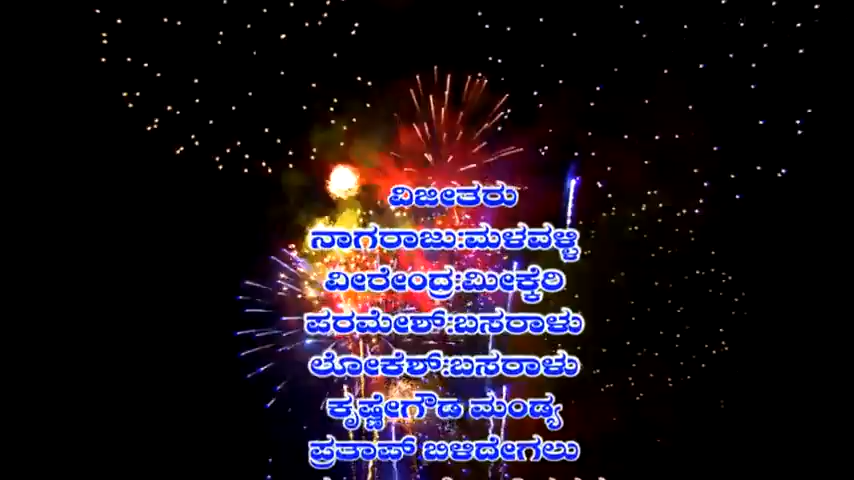 ವಿಜೇತರು
ನಾಗರಾಜು:ಮಳವಳ್ಳಿ
ವೀರೇಂದ್ರ:ಮೀಕ್ಕೆರಿ
ಪರಮೇಶ್:ಬಸರಾಳು
ಲೋಕೆಶ್:ಬಸರಾಳು
ಕೃಷ್ಣೇಗೌಡ ಮಂಡ್ಯ
ಪ್ರತಾಪ್ ಬಿಳಿದೇಗಲು